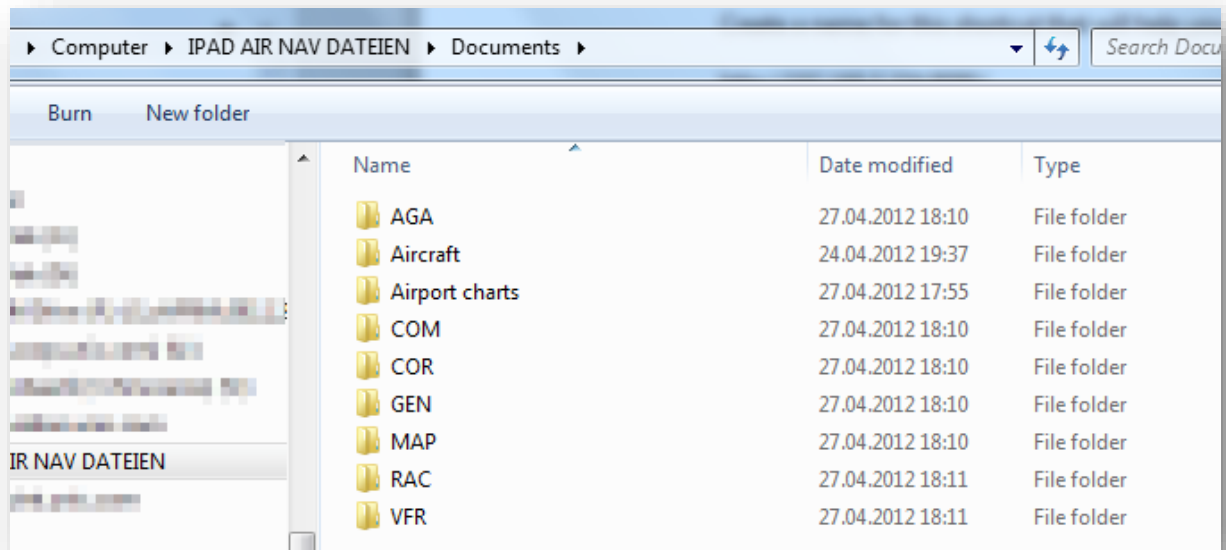 Computer IPAD AIR NAV DATEIEN Documents Search Docu
Burn New folder
Name Date modified Type
AGA 27.04.2012 18:10 File folder
Aircraft 24.04.2012 19:37 File folder
Airport charts 27.04.2012 17:55 File folder
COM 27.04.2012 18:10 File folder
COR 27.04.2012 18:10 File folder
GEN 27.04.2012 18:10 File folder
MAP 27.04.2012 18:10 File folder
IR NAV DATEIEN
RAC 27.04.2012 18:11 File folder
VFR 27.04.2012 18:11 File folder